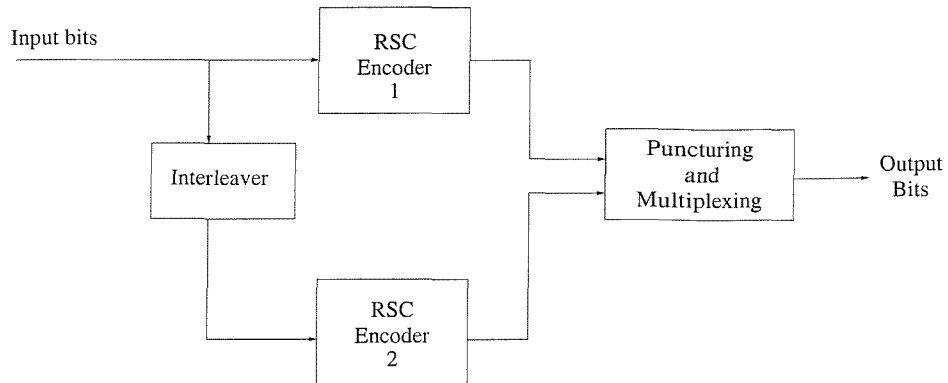 Input bits
RSC
Encoder
1
Interleaver
Puncturing
and
Multiplexing
Output
Bits
RSC
Encoder
2